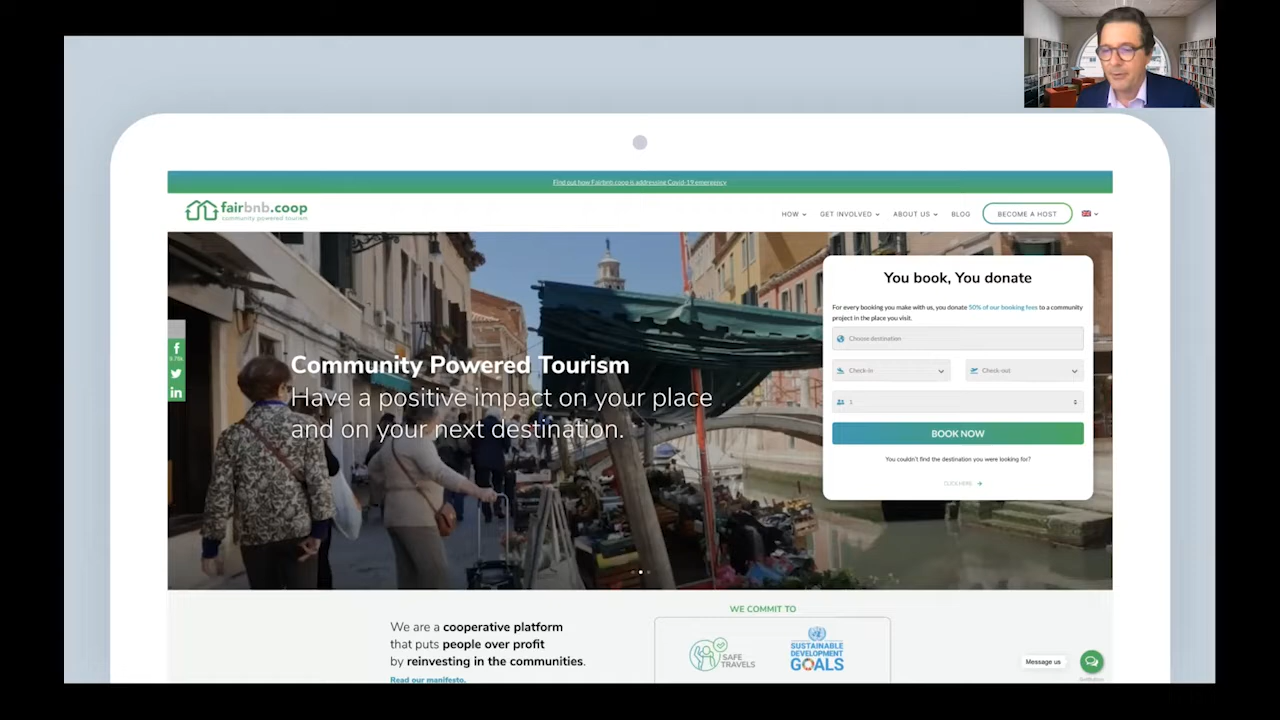 Find out how Fairbnb.coop is addressing Covid-19 emergency
fairbnb.coop
community powered tourism
HOW
GET INVOLVED
ABOUT US
BLOG
BECOME A HOST
You book, You donate
For every booking you make with us, you donate 50% of our booking fees to a community
project in the place you visit.
Choose destination
Check-in
Check-out
1
BOOK NOW
You couldn't find the destination you were looking for?
CLICK HERE
9.78k
Community Powered Tourism
Have a positive impact on your place
and on your next destination.
We are a cooperative platform
that puts people over profit
by reinvesting in the communities.
Read our manifesto.
WE COMMIT TO
SAFE
TRAVELS
SUSTAINABLE
DEVELOPMENT
GOALS
Message us